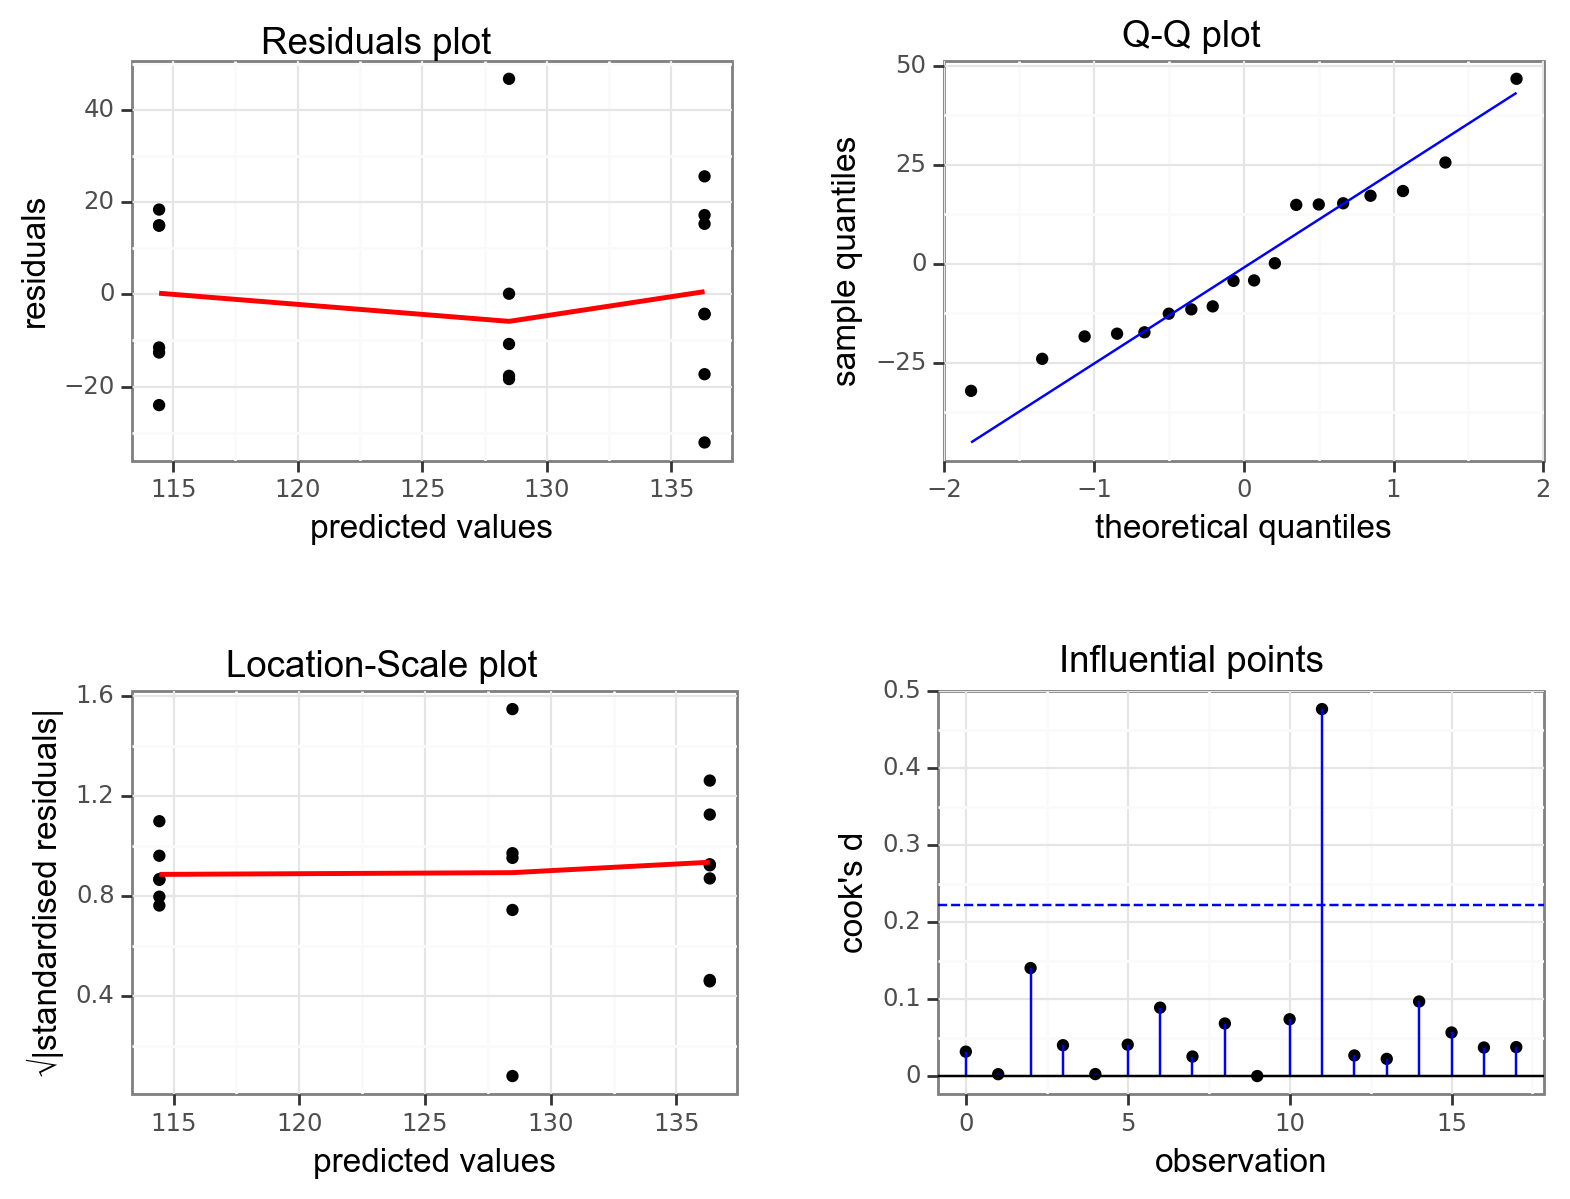 Residuals plot
residuals
40
20
0
−20
115 120 125 130 135
predicted values
Q-Q plot
sample quantiles
50
25
0
−25
−2 −1 0 1 2
theoretical quantiles
Location-Scale plot
√|standardised residuals|
1.6
1.2
0.8
0.4
115 120 125 130 135
predicted values
Influential points
cook's d
0.5
0.4
0.3
0.2
0.1
0
0 5 10 15
observation